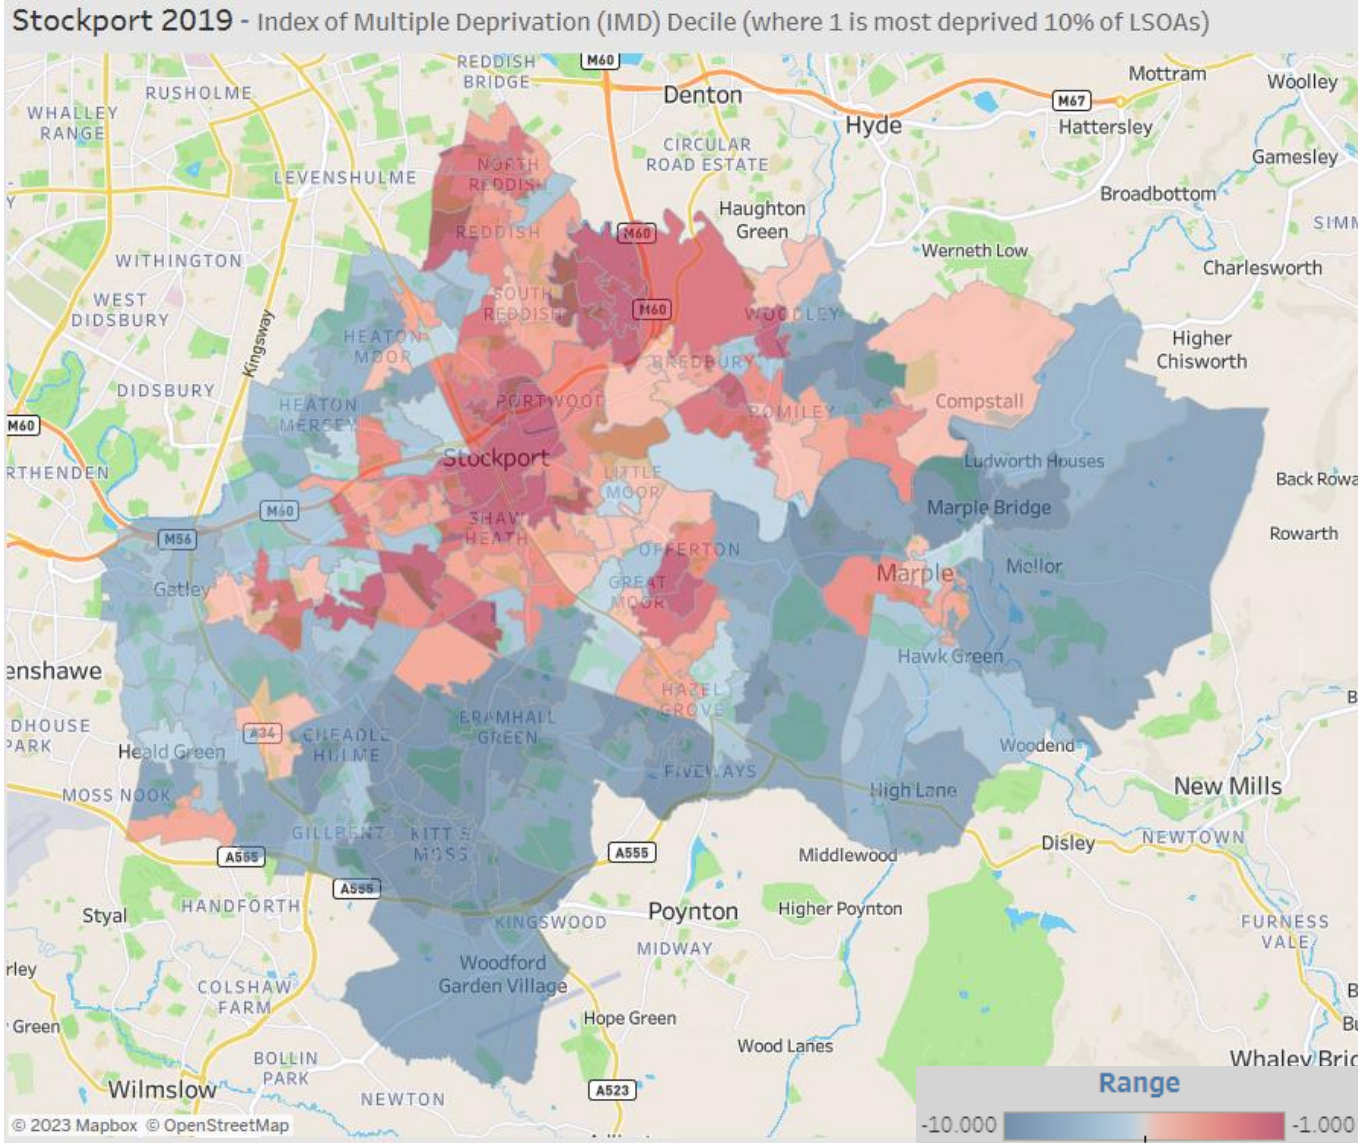 Stockport 2019 - Index of Multiple Deprivation (IMD) Decile (where 1 is most deprived 10% of LSOAs)
REDDISH
BRIDGE
M60
Mottram
Woolley
RUSHOLME
Denton
M67
WHALLEY
RANGE
Hyde
Hattersley
CIRCULAR
ROAD ESTATE
Gamesley
NORTH
REDDISH
LEVENSHULME
Broadbottom
Haughton
Green
SIMM
REDDISH
M60
Werneth Low
WITHINGTON
Charlesworth
WEST
DIDSBURY
SOUTH
REDDISH
M60
WOODLEY
Kingsway
HEATON
MOOR
Higher
Chisworth
BREDBURY
DIDSBURY
HEATON
MERSEY
PORTWOOD
ROMILEY
Compstall
M60
Stockport
Ludworth Houses
RTHENDEN
LITTLE
MOOR
Back Rowa
M60
Marple Bridge
SHAW
HEATH
M56
Rowarth
OFFERTON
Gatley
GREAT
MOOR
Marple
Mellor
enshawe
Hawk Green
HAZEL
GROVE
DHOUSE
PARK
A34
CHEADLE
HULME
BRAMHALL
GREEN
Heald Green
Woodend
FIVEWAYS
MOSS NOOK
High Lane
New Mills
GILLBENT
KITT'S
MOSS
NEWTOWN
A555
A555
A555
Middlewood
Disley
Styal
HANDFORTH
KINGSWOOD
Poynton
Higher Poynton
MIDWAY
FURNESS
VALE
rley
Woodford
Garden Village
COLSHAW
FARM
Green
Hope Green
Wood Lanes
BOLLIN
PARK
Whaley Bric
Wilmslow
NEWTON
A523
Range
-10.000
-1.000
© 2023 Mapbox © OpenStreetMap